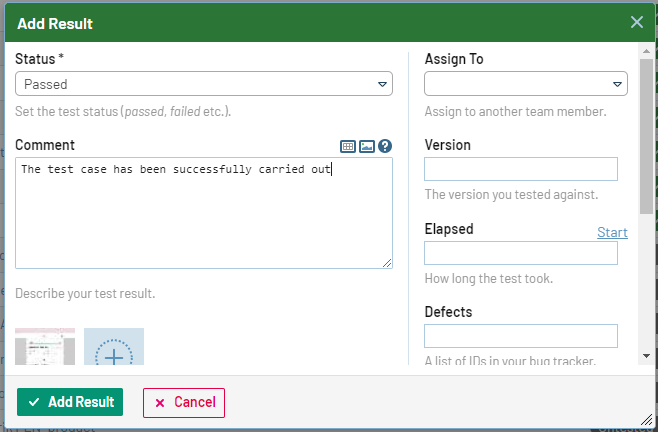 Add Result
Status *
Passed
Set the test status (passed, failed etc.).
Comment
The test case has been successfully carried out
Describe your test result.
Assign To
Assign to another team member.
Version
The version you tested against.
Elapsed
Start
How long the test took.
Defects
A list of IDs in your bug tracker.
Add Result
Cancel